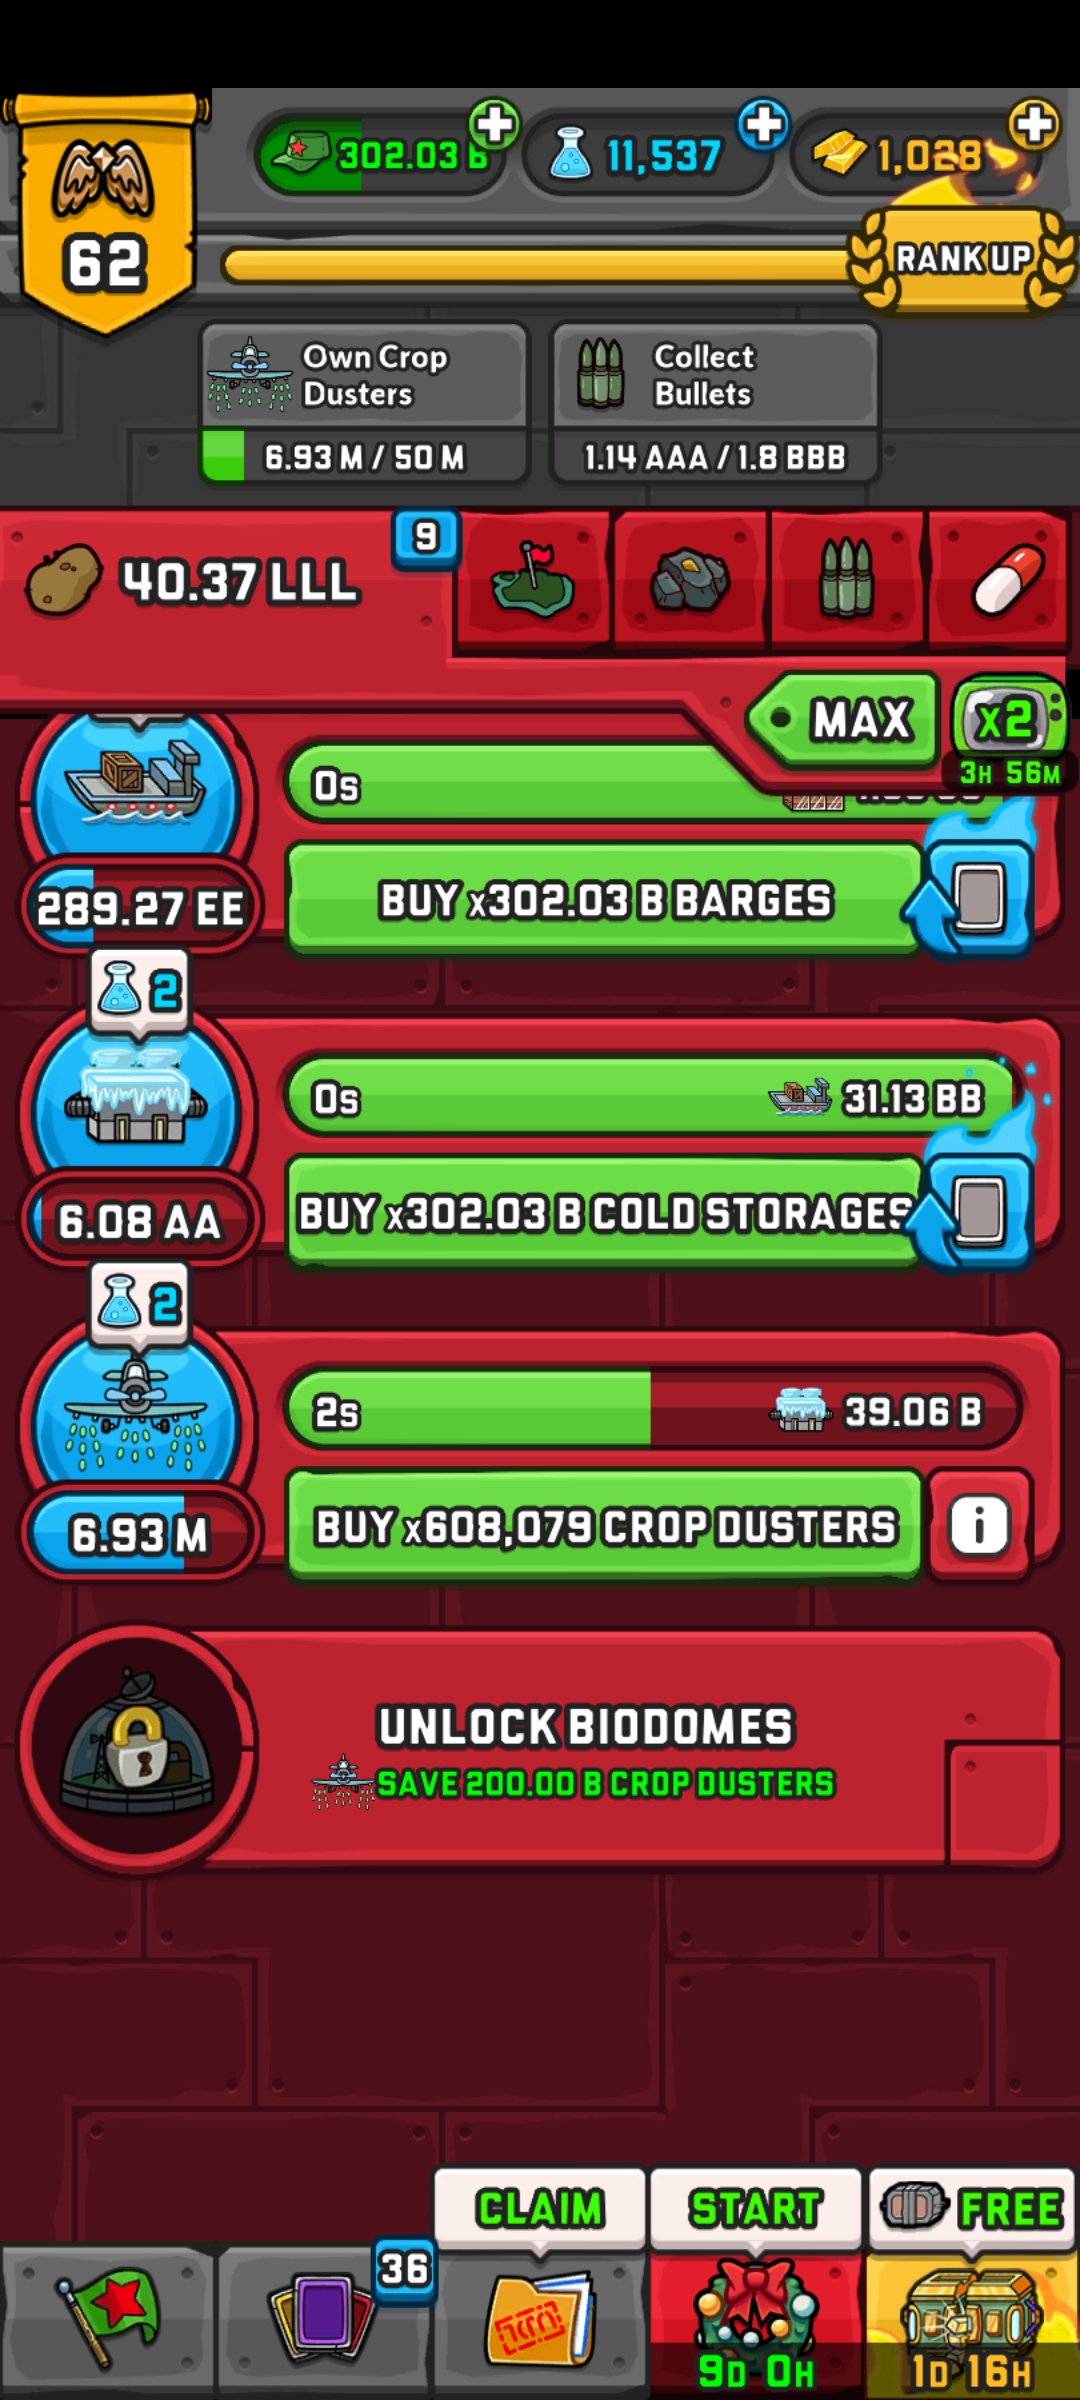 302.03 B
11,537
1,028
62
RANK UP
Own Crop
Dusters
6.93 M / 50 M
Collect
Bullets
1.14 AAA / 1.8 BBB
40.37 LLL
9
MAX
x2
3H 56M
0s
289.27 EE
BUY x302.03 B BARGES
2
0s
31.13 BB
6.08 AA
BUY x302.03 B COLD STORAGES
2
2s
39.06 B
6.93 M
BUY x608,079 CROP DUSTERS
i
UNLOCK BIODOMES
SAVE 200.00 B CROP DUSTERS
CLAIM
START
FREE
36
9D 0H
1D 16H